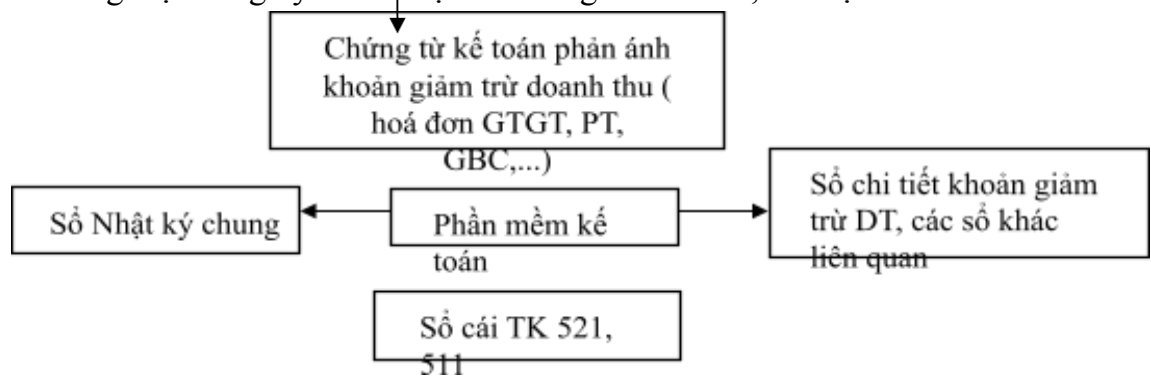 Chứng từ kế toán phản ánh
khoản giảm trừ doanh thu (
hoá đơn GTGT, PT,
GBC,...)
Sổ Nhật ký chung
Phần mềm kế
toán
Sổ chi tiết khoản giảm
trừ DT, các sổ khác
liên quan
Sổ cái TK 521,
511